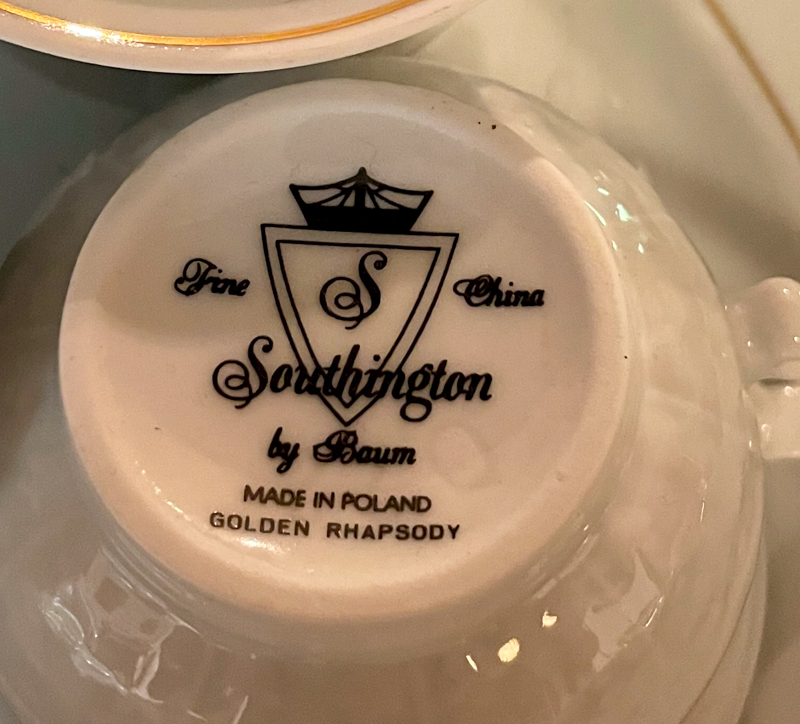 S
Fine China
Southington
by Baum
MADE IN POLAND
GOLDEN RHAPSODY